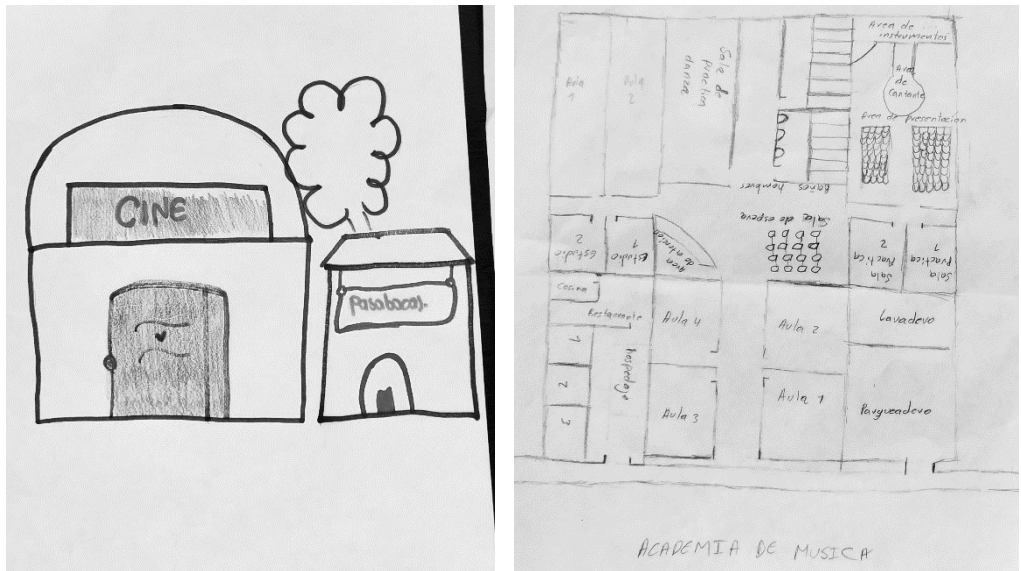 CINE
Pasabocas.
Area de
instrumentos
Area
de
Cantante
Area de Presentacion
Sala de
practica
danza
Aula
1
Aula
2
Baños hombres
Sala de espera
Estudio
2
Estudio
1
Area
de atencion
Sala
Practica
2
Sala
Practica
1
Cosina
Restaurante
Aula 4
Aula 2
Lavadero
1
2
3
hospedaje
Aula 3
Aula 1
Parqueadero
ACADEMIA DE MUSICA